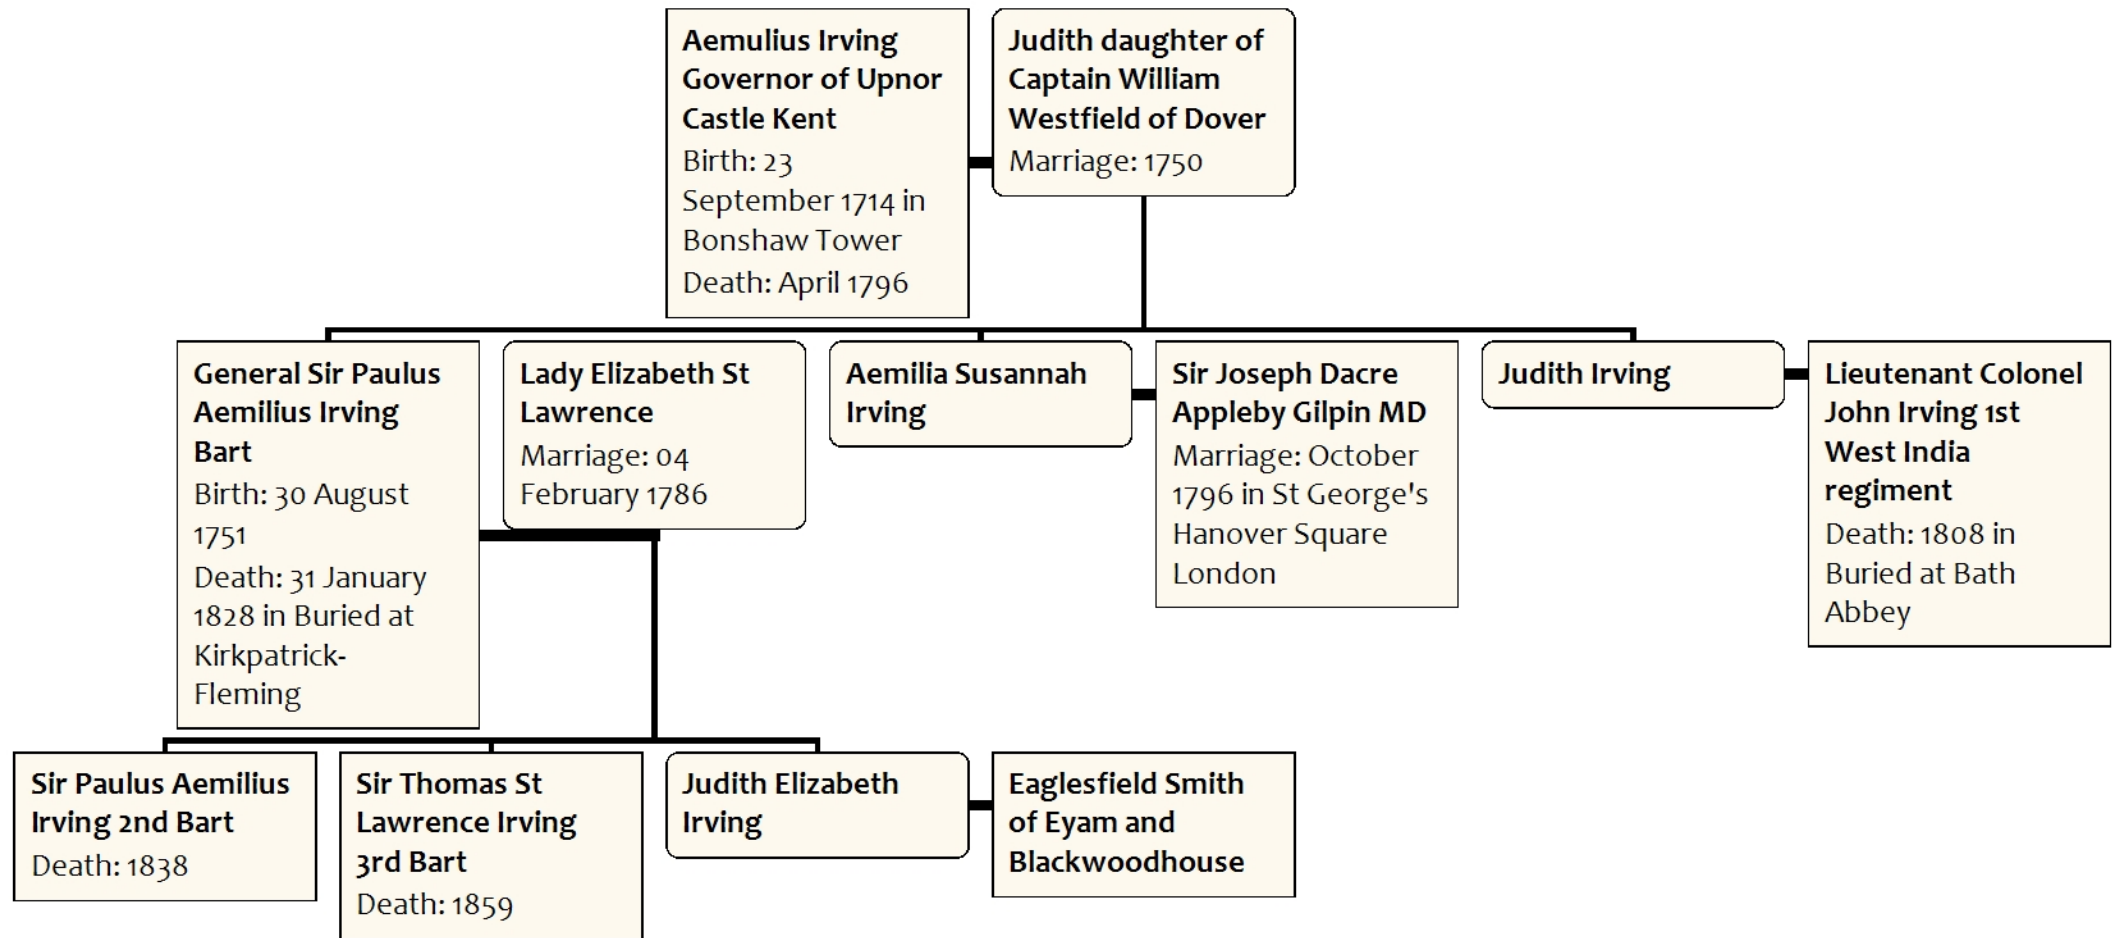 Aemulius Irving
Governor of Upnor
Castle Kent
Birth: 23
September 1714 in
Bonshaw Tower
Death: April 1796
Judith daughter of
Captain William
Westfield of Dover
Marriage: 1750
General Sir Paulus
Aemilius Irving
Bart
Birth: 30 August
1751
Death: 31 January
1828 in Buried at
Kirkpatrick-
Fleming
Lady Elizabeth St
Lawrence
Marriage: 04
February 1786
Aemilia Susannah
Irving
Sir Joseph Dacre
Appleby Gilpin MD
Marriage: October
1796 in St George's
Hanover Square
London
Judith Irving
Lieutenant Colonel
John Irving 1st
West India
regiment
Death: 1808 in
Buried at Bath
Abbey
Sir Paulus Aemilius
Irving 2nd Bart
Death: 1838
Sir Thomas St
Lawrence Irving
3rd Bart
Death: 1859
Judith Elizabeth
Irving
Eaglesfield Smith
of Eyam and
Blackwoodhouse